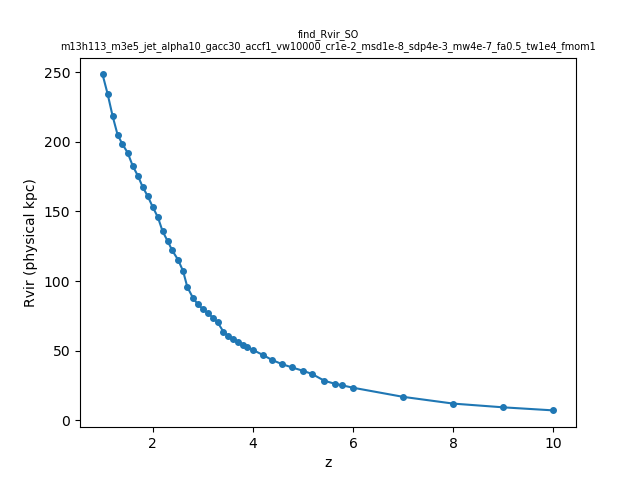 find_Rvir_SO
m13h113_m3e5_jet_alpha10_gacc30_accf1_vw10000_cr1e-2_msd1e-8_sdp4e-3_mw4e-7_fa0.5_tw1e4_fmom1
250
200
150
100
50
0
Rvir (physical kpc)
2
4
6
8
10
z